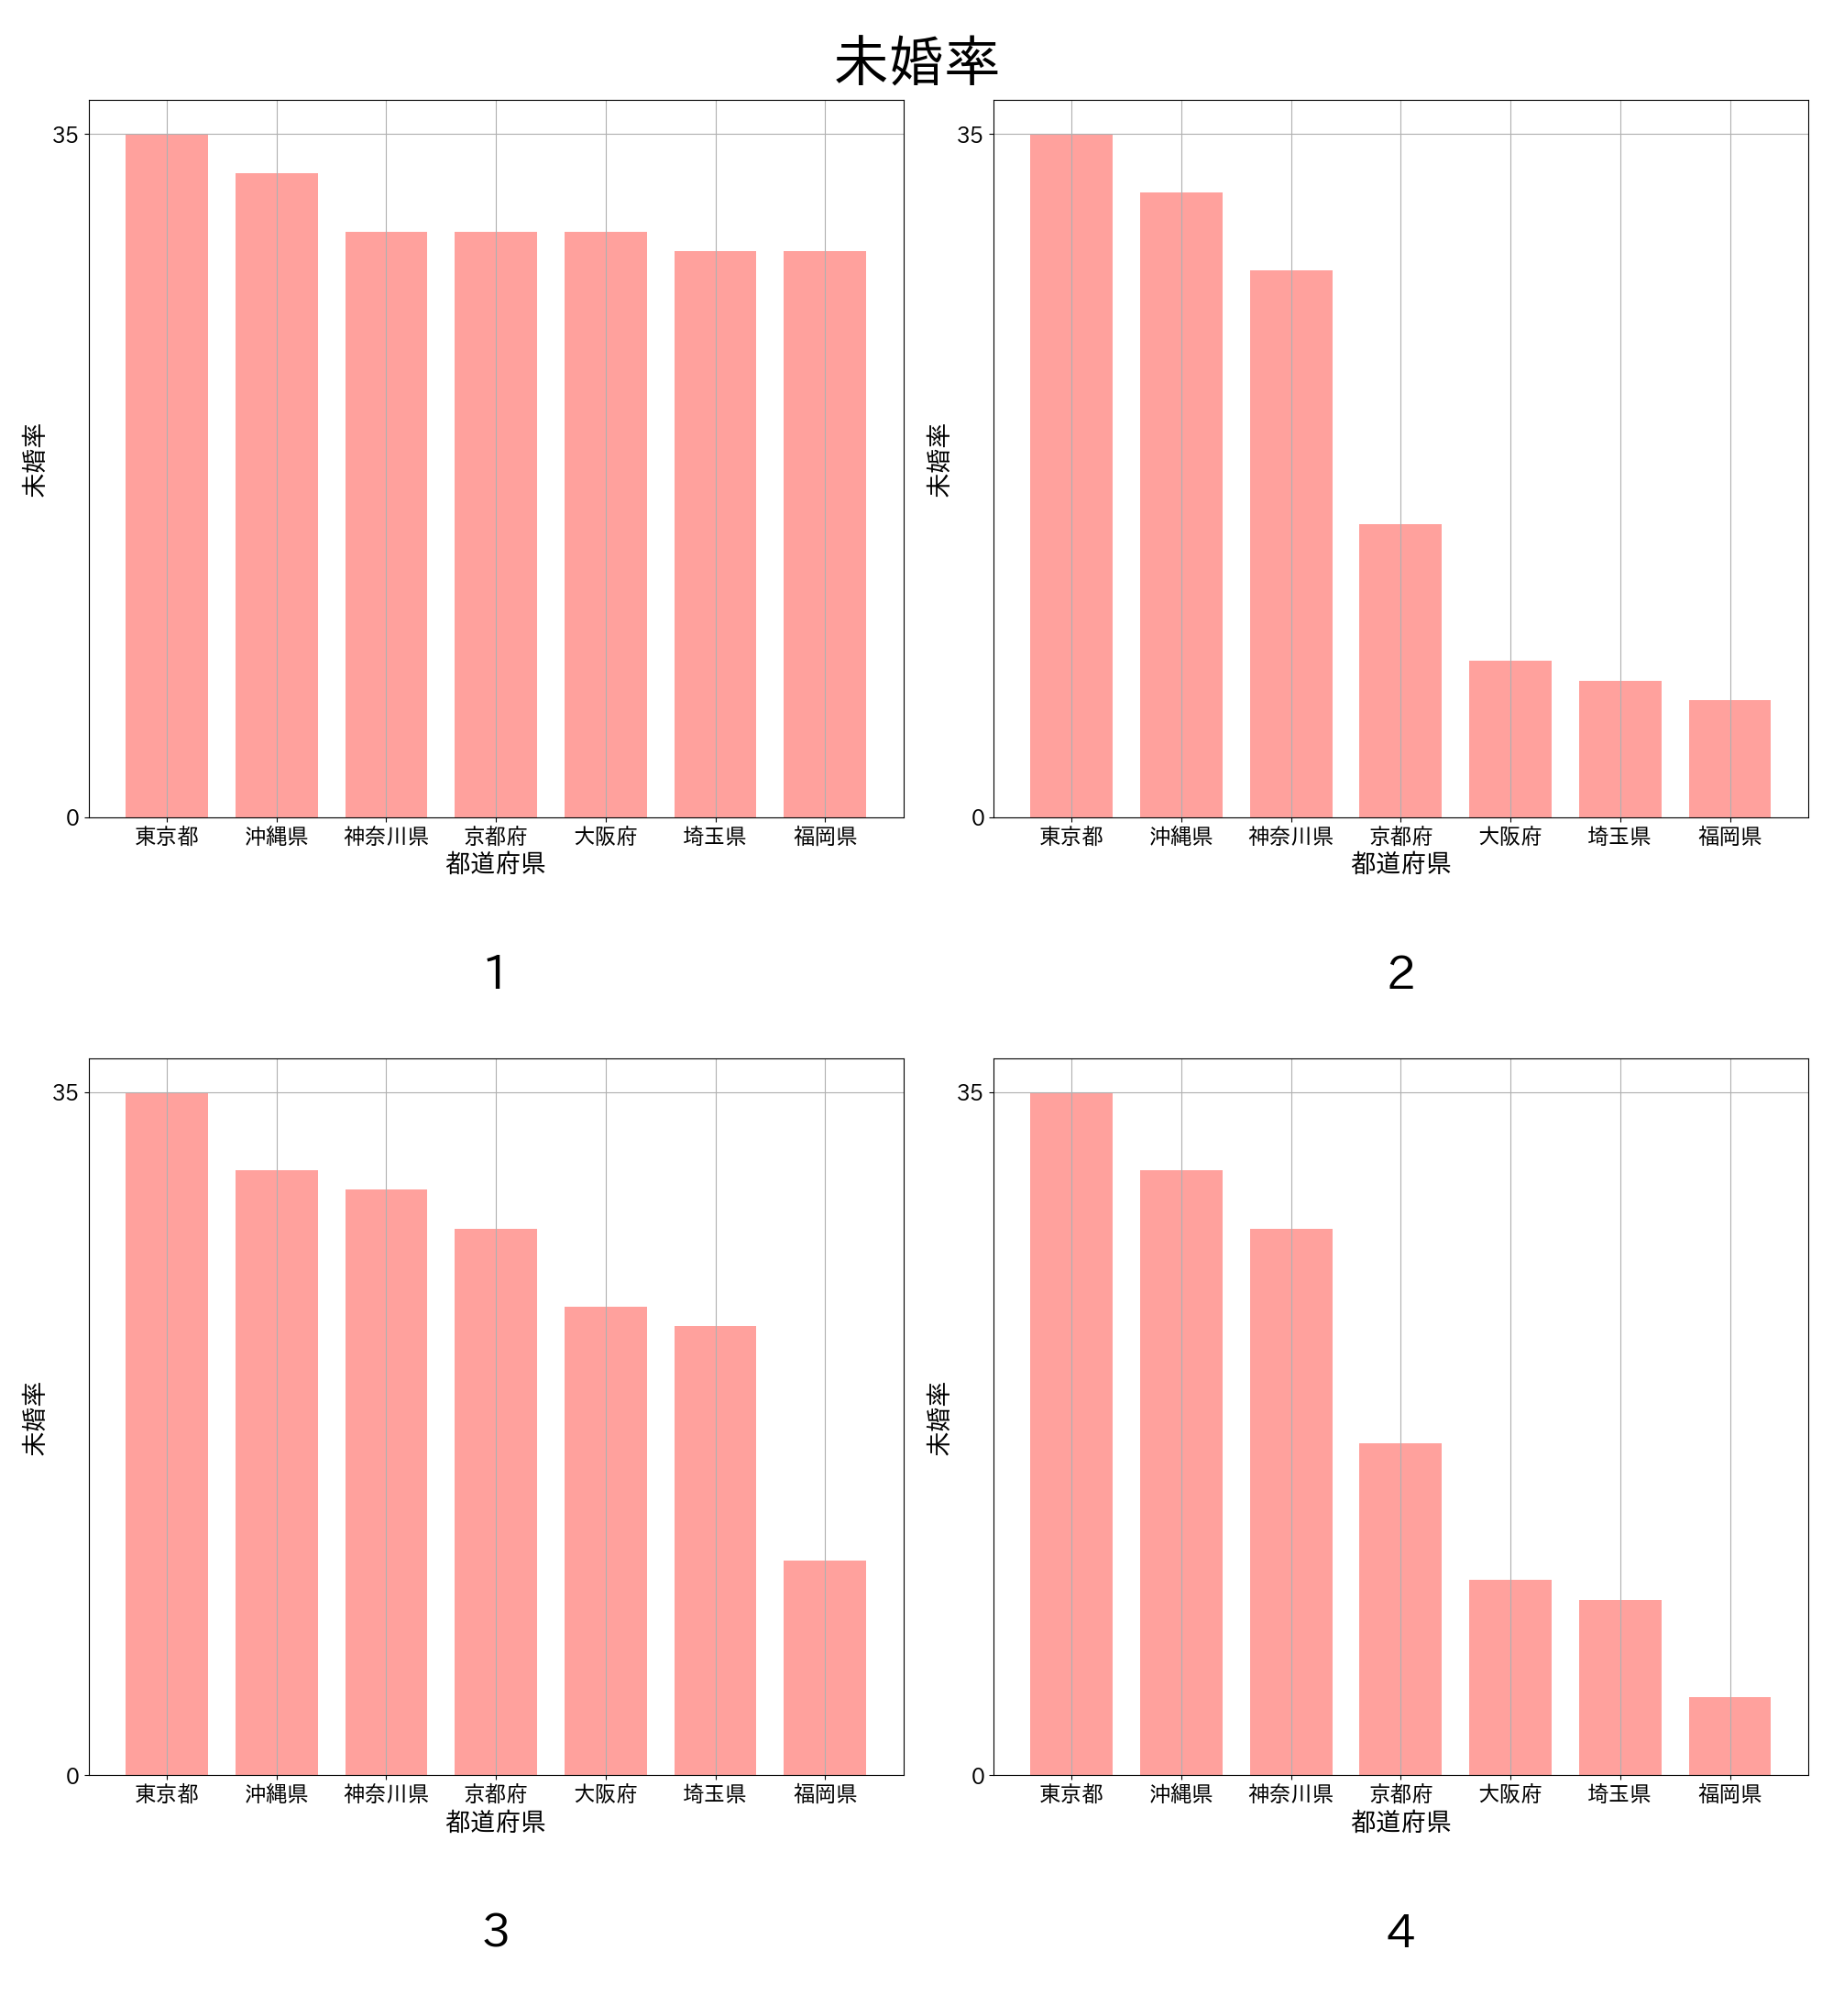 未婚率
35
0
未婚率
東京都 沖縄県 神奈川県 京都府 大阪府 埼玉県 福岡県
都道府県
1
35
0
未婚率
東京都 沖縄県 神奈川県 京都府 大阪府 埼玉県 福岡県
都道府県
2
35
0
未婚率
東京都 沖縄県 神奈川県 京都府 大阪府 埼玉県 福岡県
都道府県
3
35
0
未婚率
東京都 沖縄県 神奈川県 京都府 大阪府 埼玉県 福岡県
都道府県
4